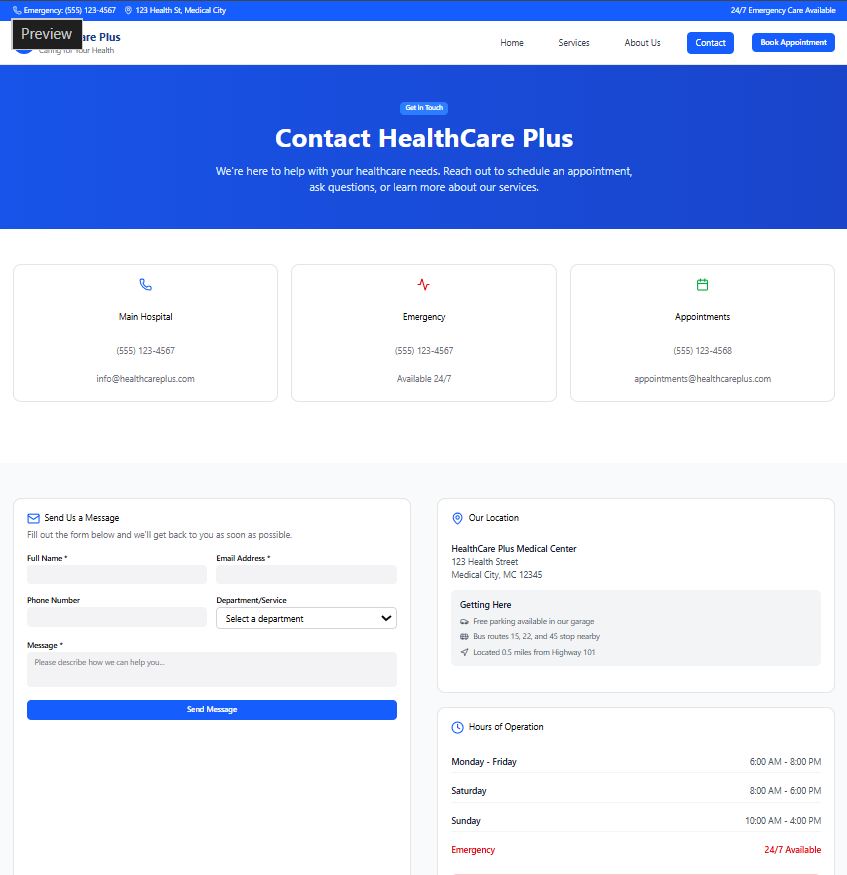 Emergency: (555) 123-4567
123 Health St, Medical City
24/7 Emergency Care Available
Preview
Plus
Caring for Your Health
Home
Services
About Us
Contact
Book Appointment
Get in Touch
Contact HealthCare Plus
We're here to help with your healthcare needs. Reach out to schedule an appointment,
ask questions, or learn more about our services.
Main Hospital
(555) 123-4567
info@healthcareplus.com
Emergency
(555) 123-4567
Available 24/7
Appointments
(555) 123-4568
appointments@healthcareplus.com
Send Us a Message
Fill out the form below and we'll get back to you as soon as possible.
Full Name *
Email Address *
Phone Number
Department/Service
Select a department
Message *
Please describe how we can help you...
Send Message
Our Location
HealthCare Plus Medical Center
123 Health Street
Medical City, MC 12345
Getting Here
Free parking available in our garage
Bus routes 15, 22, and 45 stop nearby
Located 0.5 miles from Highway 101
Hours of Operation
Monday - Friday
6:00 AM - 8:00 PM
Saturday
8:00 AM - 6:00 PM
Sunday
10:00 AM - 4:00 PM
Emergency
24/7 Available